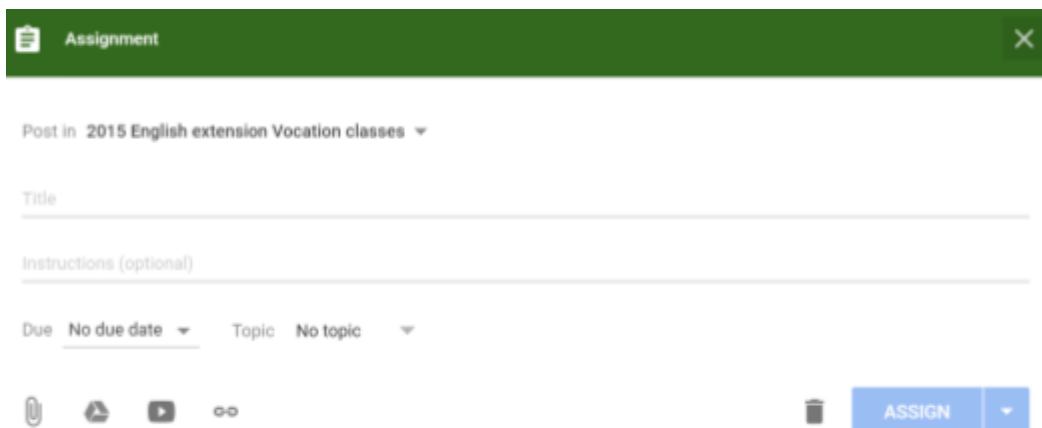 Assignment
Post in 2015 English extension Vocation classes
Title
Instructions (optional)
Due No due date Topic No topic
ASSIGN